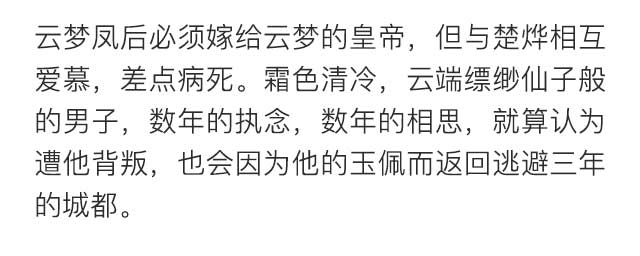 云梦凤后必须嫁给云梦的皇帝，但与楚烨相互
爱慕，差点病死。霜色清冷，云端缥缈仙子般
的男子，数年的执念，数年的相思，就算认为
遭他背叛，也会因为他的玉佩而返回逃避三年
的城都。